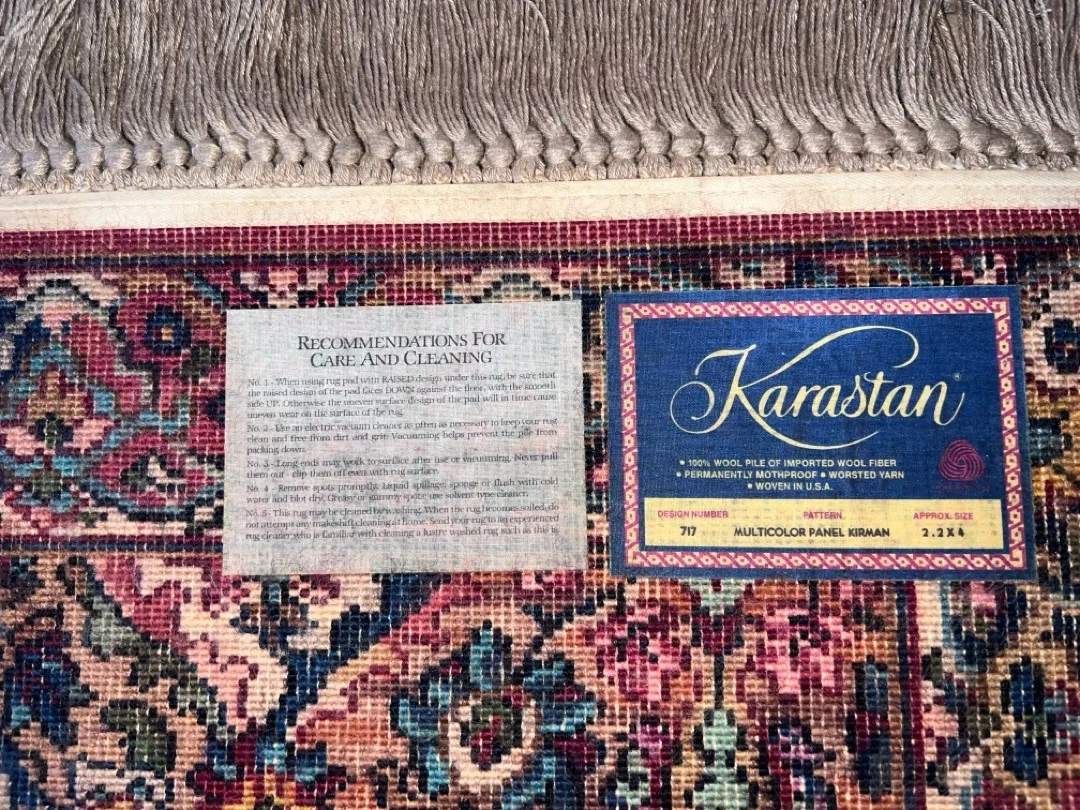 RECOMMENDATIONS FOR
CARE AND CLEANING
No. 1 - When using rug pad with RAISED design under this rug, be sure that
the raised design of the pad faces DOWN against the floor, with the smooth
side UP. Otherwise the uneven surface design of the pad will in time cause
uneven wear on the surface of the rug.
No. 2 - Use an electric vacuum cleaner as often as necessary to keep your rug
clean and free from dirt and grit. Vacuuming helps prevent the pile from
packing down.
No. 3 - Long ends may work to surface after use or vacuuming. Never pull
them out - clip them off even with rug surface.
No. 4 - Remove spots promptly. Liquid spillage: sponge or flush with cold
water and blot dry. Grease or gummy spots: use solvent type cleaner.
No. 5 - This rug may be cleaned by washing. When the rug becomes soiled, do
not attempt any makeshift cleaning at home. Send your rug to an experienced
rug cleaner who is familiar with cleaning a lustre washed rug such as this is.
Karastan®
• 100% WOOL PILE OF IMPORTED WOOL FIBER
• PERMANENTLY MOTHPROOF • WORSTED YARN
• WOVEN IN U.S.A.
DESIGN NUMBER PATTERN APPROX. SIZE
717 MULTICOLOR PANEL KIRMAN 2.2X4